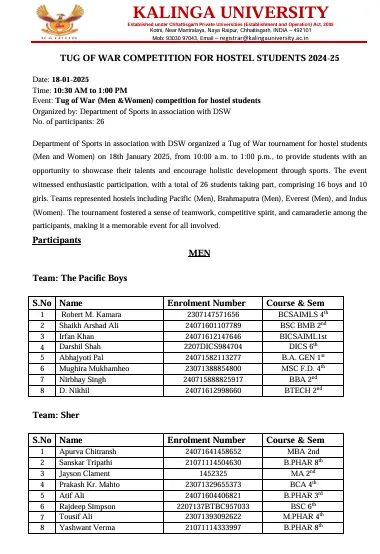 KALINGA UNIVERSITY
Established under Chhattisgarh Private Universities (Establishment and Operation) Act, 2005
Kotni, Near Mantralaya, Naya Raipur, Chhattisgarh, INDIA – 492101
Mob: 93030 97043, Email – registrar@kalingauniversity.ac.in
TUG OF WAR COMPETITION FOR HOSTEL STUDENTS 2024-25
Date: 18-01-2025
Time: 10:30 AM to 1:00 PM
Event: Tug of War (Men &Women) competition for hostel students
Organized by: Department of Sports in association with DSW
No. of participants: 26
Department of Sports in association with DSW organized a Tug of War tournament for hostel students
(Men and Women) on 18th January 2025, from 10:00 a.m. to 1:00 p.m., to provide students with an
opportunity to showcase their talents and encourage holistic development through sports. The event
witnessed enthusiastic participation, with a total of 26 students taking part, comprising 16 boys and 10
girls. Teams represented hostels including Pacific (Men), Brahmaputra (Men), Everest (Men), and Indus
(Women). The tournament fostered a sense of teamwork, competitive spirit, and camaraderie among the
participants, making it a memorable event for all involved.
Participants
MEN
Team: The Pacific Boys
S.No Name Enrolment Number Course & Sem
1 Robert M. Kamara 2307147571656 BCSAIMLS 4th
2 Shaikh Arshad Ali 24071601107789 BSC BMB 2nd
3 Irfan Khan 24071612147646 BICSAIML1st
4 Darshil Shah 2207DICS984704 DICS 6th
5 Abhajyoti Pal 24071582113277 B.A. GEN 1st
6 Mughira Mukhamheo 23071388854800 MSC F.D. 4th
7 Nirbhay Singh 240715888825917 BBA 2nd
8 D. Nikhil 24071612998660 BTECH 2nd
Team: Sher
S.No Name Enrolment Number Course & Sem
1 Apurva Chitransh 24071641458652 MBA 2nd
2 Sanskar Tripathi 21071114504630 B.PHAR 8th
3 Jayson Clament 1452325 MA 2nd
4 Prakash Kr. Mahto 23071329655373 BCA 4th
5 Atif Ali 24071604406821 B.PHAR 3rd
6 Rajdeep Simpson 2207137BTBC957033 BSC 6th
7 Tousif Ali 23071393092622 M.PHAR 4th
8 Yashwant Verma 21071114333997 B.PHAR 8th